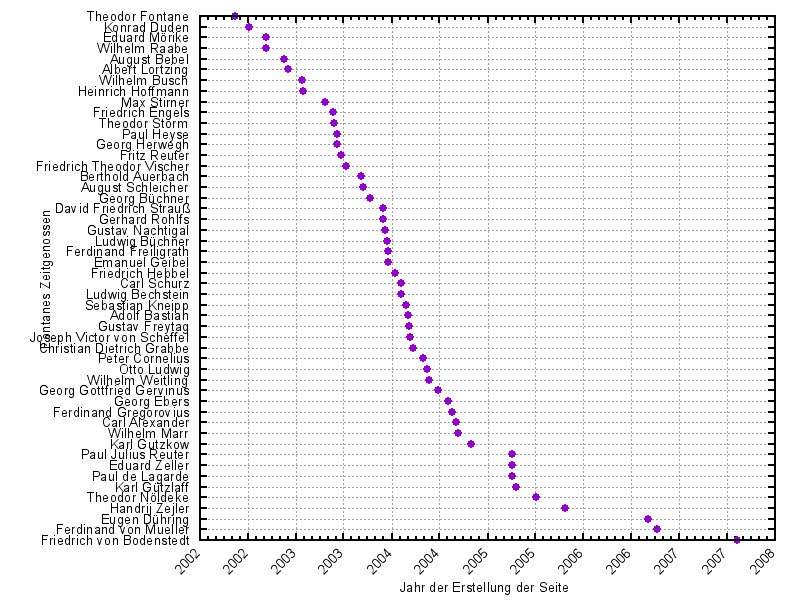 Theodor Fontane
Konrad Duden
Eduard Mörike
Wilhelm Raabe
August Bebel
Albert Lortzing
Wilhelm Busch
Heinrich Hoffmann
Max Stirner
Friedrich Engels
Theodor Storm
Paul Heyse
Georg Herwegh
Fritz Reuter
Friedrich Theodor Vischer
Berthold Auerbach
August Schleicher
Georg Büchner
David Friedrich Strauß
Gerhard Rohlfs
Gustav Nachtigal
Ludwig Büchner
Ferdinand Freiligrath
Emanuel Geibel
Friedrich Hebbel
Carl Schurz
Ludwig Bechstein
Sebastian Kneipp
Adolf Bastian
Gustav Freytag
Joseph Victor von Scheffel
Christian Dietrich Grabbe
Peter Cornelius
Otto Ludwig
Wilhelm Weitling
Georg Gottfried Gervinus
Georg Ebers
Ferdinand Gregorovius
Carl Alexander
Wilhelm Marr
Karl Gutzkow
Paul Julius Reuter
Eduard Zeller
Paul de Lagarde
Karl Gützlaff
Theodor Nöldeke
Handrij Zejler
Eugen Dühring
Ferdinand von Mueller
Friedrich von Bodenstedt
Fontanes Zeitgenossen
2002 2002 2003 2003 2004 2004 2005 2005 2006 2006 2007 2007 2008
Jahr der Erstellung der Seite